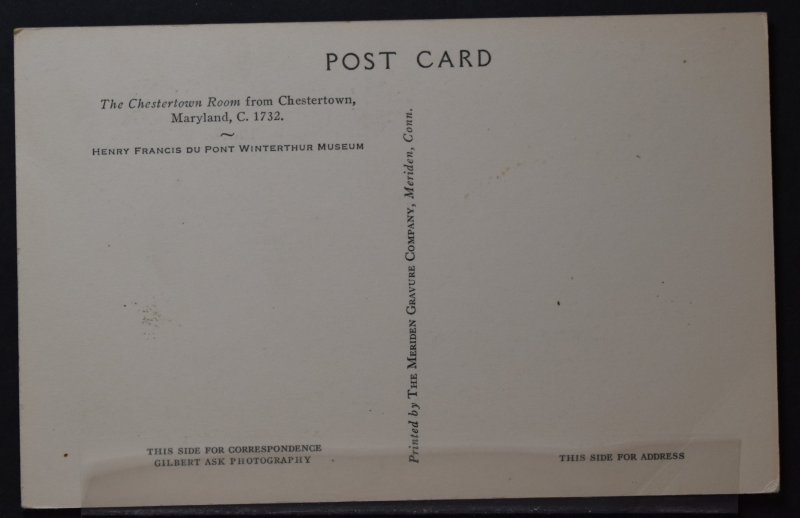 POST CARD
The Chestertown Room from Chestertown,
Maryland, C. 1732.
~
HENRY FRANCIS DU PONT WINTERTHUR MUSEUM
Printed by THE MERIDEN GRAVURE COMPANY, Meriden, Conn.
THIS SIDE FOR CORRESPONDENCE
GILBERT ASK PHOTOGRAPHY
THIS SIDE FOR ADDRESS